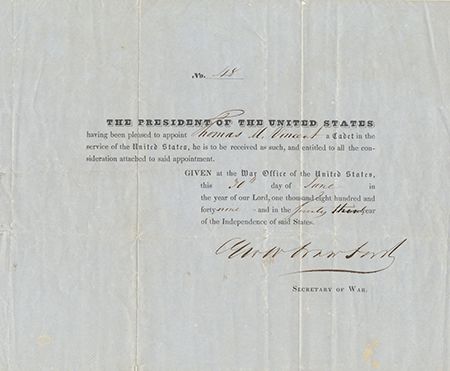 No. 48
THE PRESIDENT OF THE UNITED STATES
having been pleased to appoint Thomas M. Vincent a Cadet in the
service of the United States, he is to be received as such, and entitled to all the con-
sideration attached to said appointment.
GIVEN at the War Office of the United States,
this 30th day of June in
the year of our Lord, one thousand eight hundred and
forty-nine and in the seventy third year
of the Independence of said States.
Geo W Crawford
SECRETARY OF WAR.